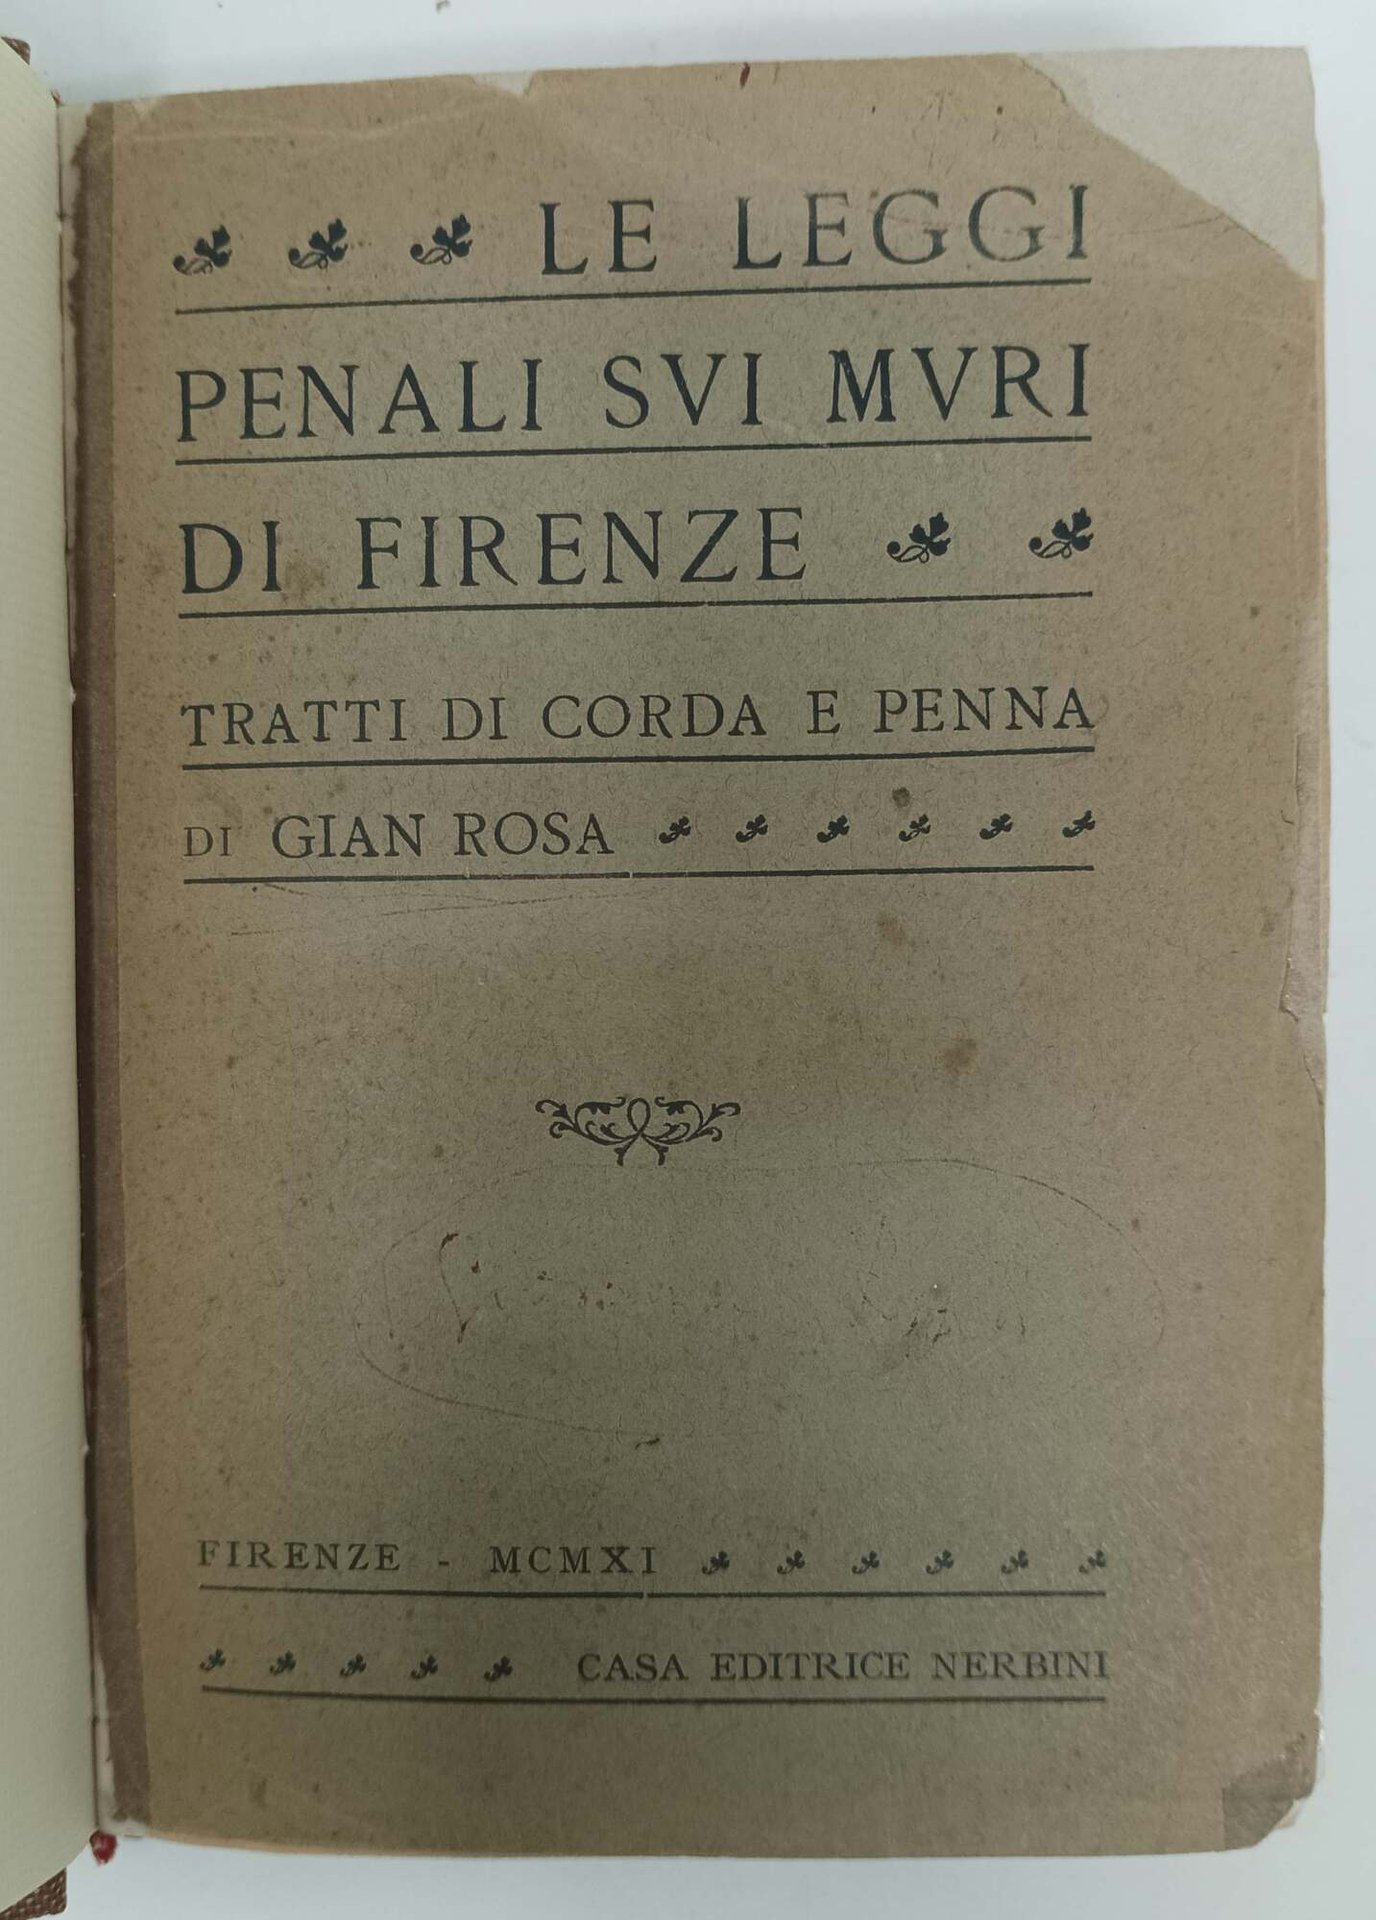 LE LEGGI
PENALI SVI MVRI
DI FIRENZE
TRATTI DI CORDA E PENNA
DI GIAN ROSA
FIRENZE - MCMXI
CASA EDITRICE NERBINI